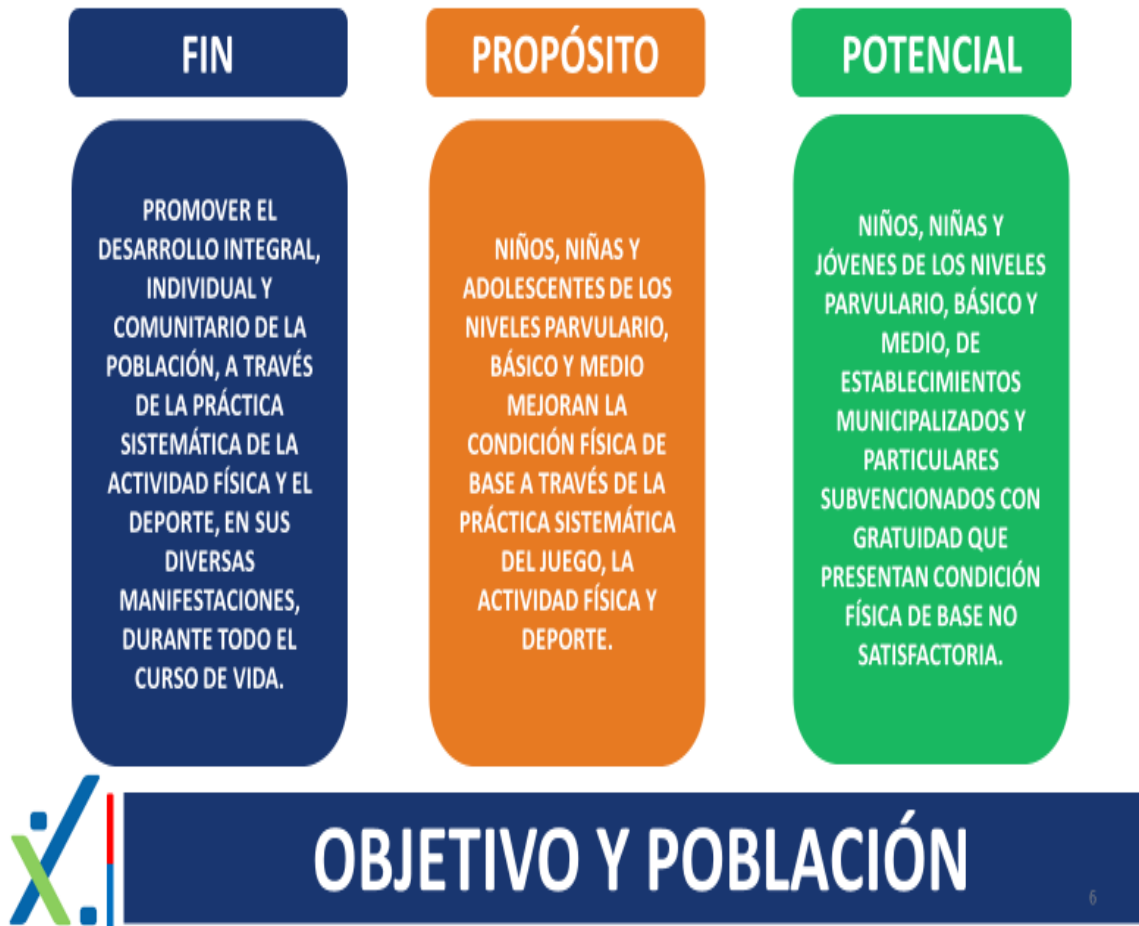 FIN
PROMOVER EL
DESARROLLO INTEGRAL,
INDIVIDUAL Y
COMUNITARIO DE LA
POBLACIÓN, A TRAVÉS
DE LA PRÁCTICA
SISTEMÁTICA DE LA
ACTIVIDAD FÍSICA Y EL
DEPORTE, EN SUS
DIVERSAS
MANIFESTACIONES,
DURANTE TODO EL
CURSO DE VIDA.
PROPÓSITO
NIÑOS, NIÑAS Y
ADOLESCENTES DE LOS
NIVELES PARVULARIO,
BÁSICO Y MEDIO
MEJORAN LA
CONDICIÓN FÍSICA DE
BASE A TRAVÉS DE LA
PRÁCTICA SISTEMÁTICA
DEL JUEGO, LA
ACTIVIDAD FÍSICA Y
DEPORTE.
POTENCIAL
NIÑOS, NIÑAS Y
JÓVENES DE LOS NIVELES
PARVULARIO, BÁSICO Y
MEDIO, DE
ESTABLECIMIENTOS
MUNICIPALIZADOS Y
PARTICULARES
SUBVENCIONADOS CON
GRATUIDAD QUE
PRESENTAN CONDICIÓN
FÍSICA DE BASE NO
SATISFACTORIA.
OBJETIVO Y POBLACIÓN
6